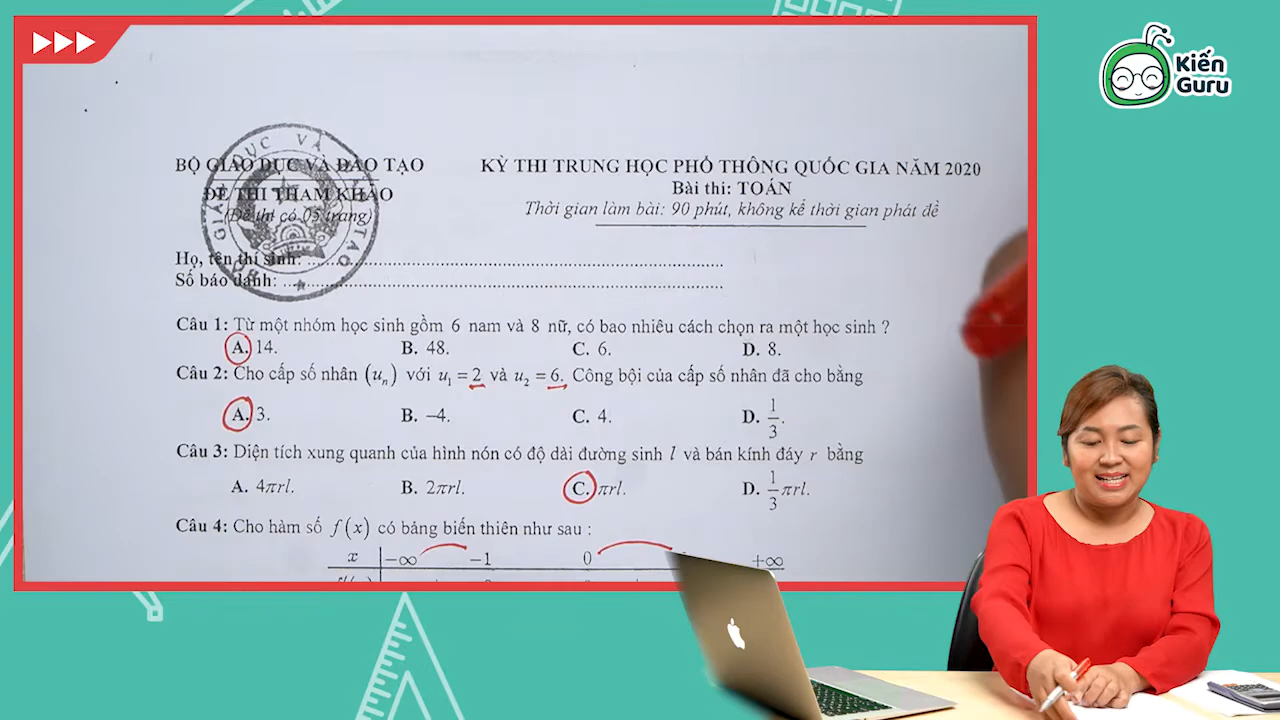 Kiến
Guru
BỘ GIÁO DỤC VÀ ĐÀO TẠO
ĐỀ THI THAM KHẢO
(Đề thi có 05 trang)
KỲ THI TRUNG HỌC PHỔ THÔNG QUỐC GIA NĂM 2020
Bài thi: TOÁN
Thời gian làm bài: 90 phút, không kể thời gian phát đề
Họ, tên thí sinh: ..........
Số báo danh: ..........
Câu 1: Từ một nhóm học sinh gồm 6 nam và 8 nữ, có bao nhiêu cách chọn ra một học sinh ?
A. 14. B. 48. C. 6. D. 8.
Câu 2: Cho cấp số nhân (uₙ) với u₁ = 2 và u₂ = 6. Công bội của cấp số nhân đã cho bằng
A. 3. B. –4. C. 4. D. 1/3.
Câu 3: Diện tích xung quanh của hình nón có độ dài đường sinh l và bán kính đáy r bằng
A. 4πrl. B. 2πrl. C. πrl. D. 1/3πrl.
Câu 4: Cho hàm số f(x) có bảng biến thiên như sau :
x –∞ –1 0 +∞